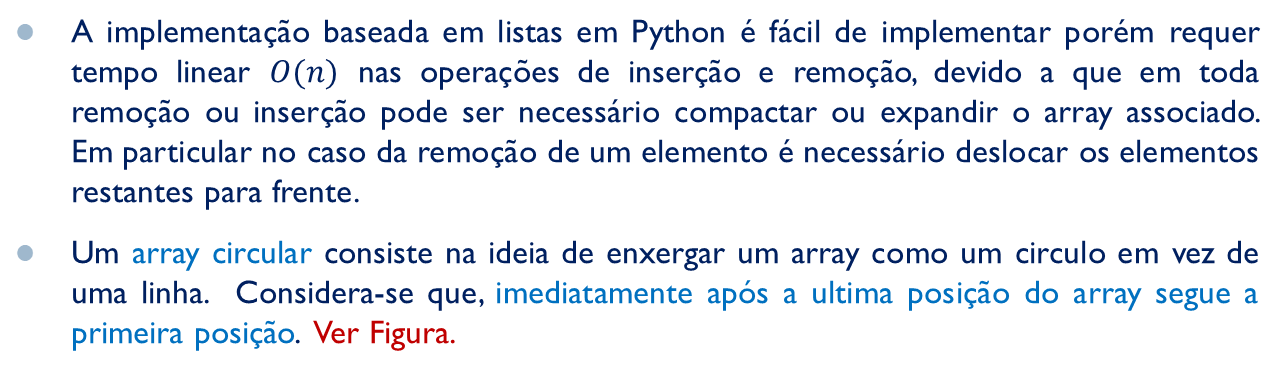 A implementação baseada em listas em Python é fácil de implementar porém requer
tempo linear O(n) nas operações de inserção e remoção, devido a que em toda
remoção ou inserção pode ser necessário compactar ou expandir o array associado.
Em particular no caso da remoção de um elemento é necessário deslocar os elementos
restantes para frente.
Um array circular consiste na ideia de enxergar um array como um circulo em vez de
uma linha. Considera-se que, imediatamente após a ultima posição do array segue a
primeira posição. Ver Figura.